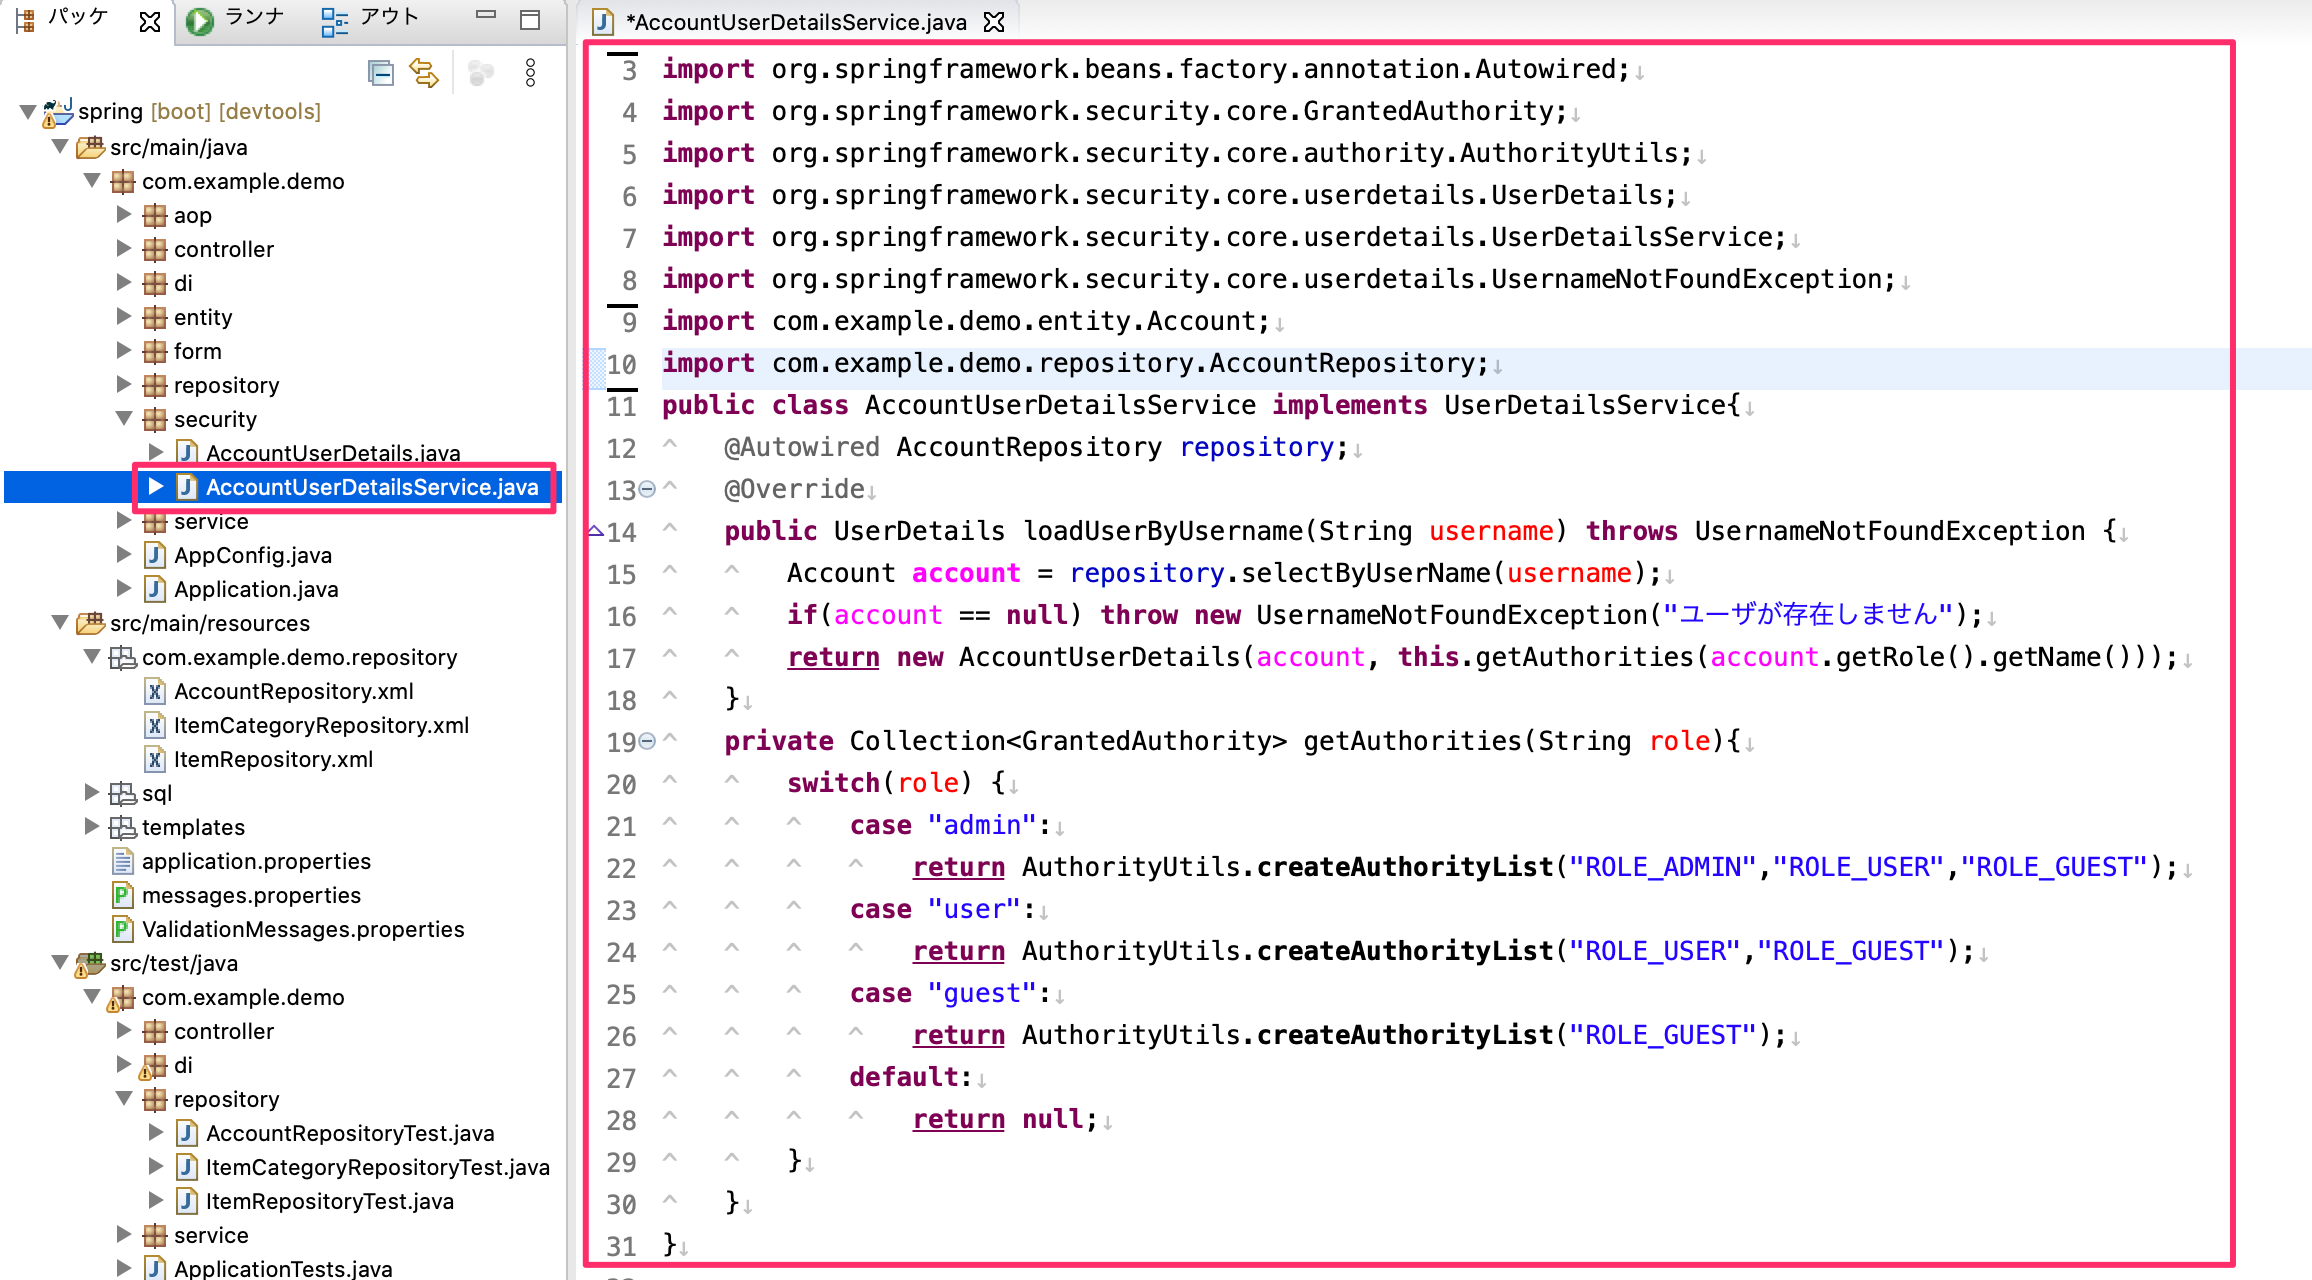 パッケ ランナ アウト
spring [boot] [devtools]
src/main/java
com.example.demo
aop
controller
di
entity
form
repository
security
AccountUserDetails.java
AccountUserDetailsService.java
service
AppConfig.java
Application.java
src/main/resources
com.example.demo.repository
AccountRepository.xml
ItemCategoryRepository.xml
ItemRepository.xml
sql
templates
application.properties
messages.properties
ValidationMessages.properties
src/test/java
com.example.demo
controller
di
repository
AccountRepositoryTest.java
ItemCategoryRepositoryTest.java
ItemRepositoryTest.java
service
ApplicationTests.java
*AccountUserDetailsService.java
3 import org.springframework.beans.factory.annotation.Autowired;
4 import org.springframework.security.core.GrantedAuthority;
5 import org.springframework.security.core.authority.AuthorityUtils;
6 import org.springframework.security.core.userdetails.UserDetails;
7 import org.springframework.security.core.userdetails.UserDetailsService;
8 import org.springframework.security.core.userdetails.UsernameNotFoundException;
9 import com.example.demo.entity.Account;
10 import com.example.demo.repository.AccountRepository;
11 public class AccountUserDetailsService implements UserDetailsService{
12 @Autowired AccountRepository repository;
13 @Override
14 public UserDetails loadUserByUsername(String username) throws UsernameNotFoundException {
15 Account account = repository.selectByUserName(username);
16 if(account == null) throw new UsernameNotFoundException("ユーザが存在しません");
17 return new AccountUserDetails(account, this.getAuthorities(account.getRole().getName()));
18 }
19 private Collection<GrantedAuthority> getAuthorities(String role){
20 switch(role) {
21 case "admin":
22 return AuthorityUtils.createAuthorityList("ROLE_ADMIN","ROLE_USER","ROLE_GUEST");
23 case "user":
24 return AuthorityUtils.createAuthorityList("ROLE_USER","ROLE_GUEST");
25 case "guest":
26 return AuthorityUtils.createAuthorityList("ROLE_GUEST");
27 default:
28 return null;
29 }
30 }
31 }